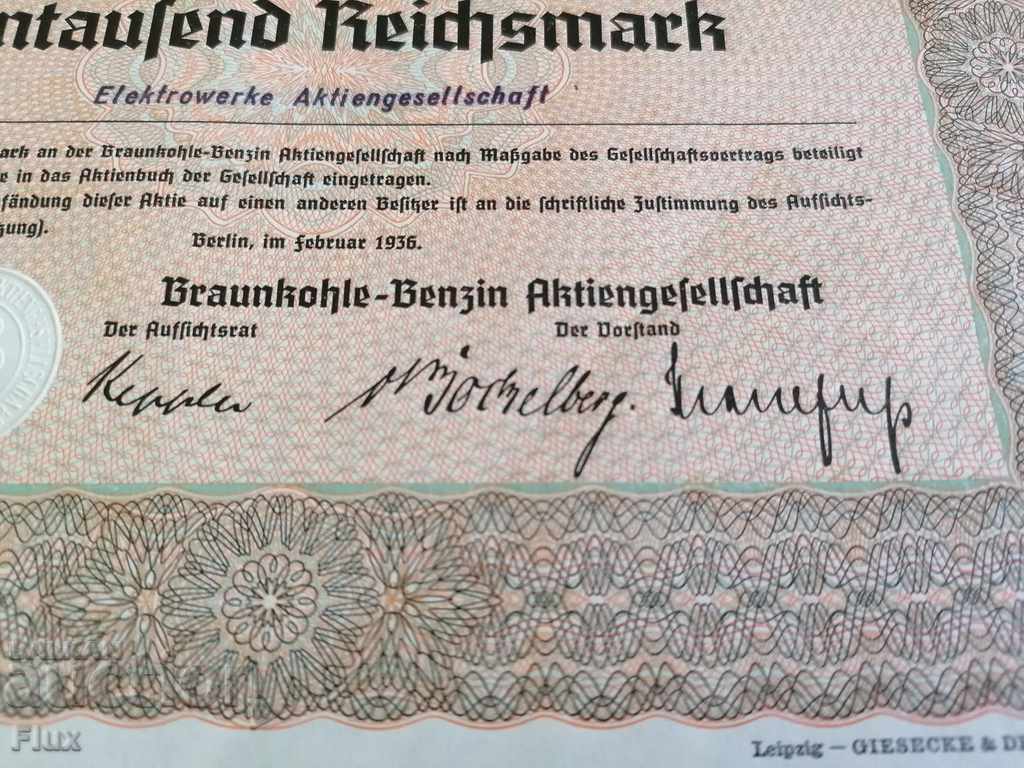 ntausend Reichsmark
Elektrowerke Aktiengesellschaft
ark an der Braunkohle-Benzin Aktiengesellschaft nach Maßgabe des Gesellschaftsvertrags beteiligt
e in das Aktienbuch der Gesellschaft eingetragen.
fändung dieser Aktie auf einen anderen Besitzer ist an die schriftliche Zustimmung des Aufsichts-
zung).
Berlin, im Februar 1936.
Braunkohle-Benzin Aktiengesellschaft
Der Aufsichtsrat Der Vorstand
Keppler
Flux
Leipzig – GIESECKE & DE